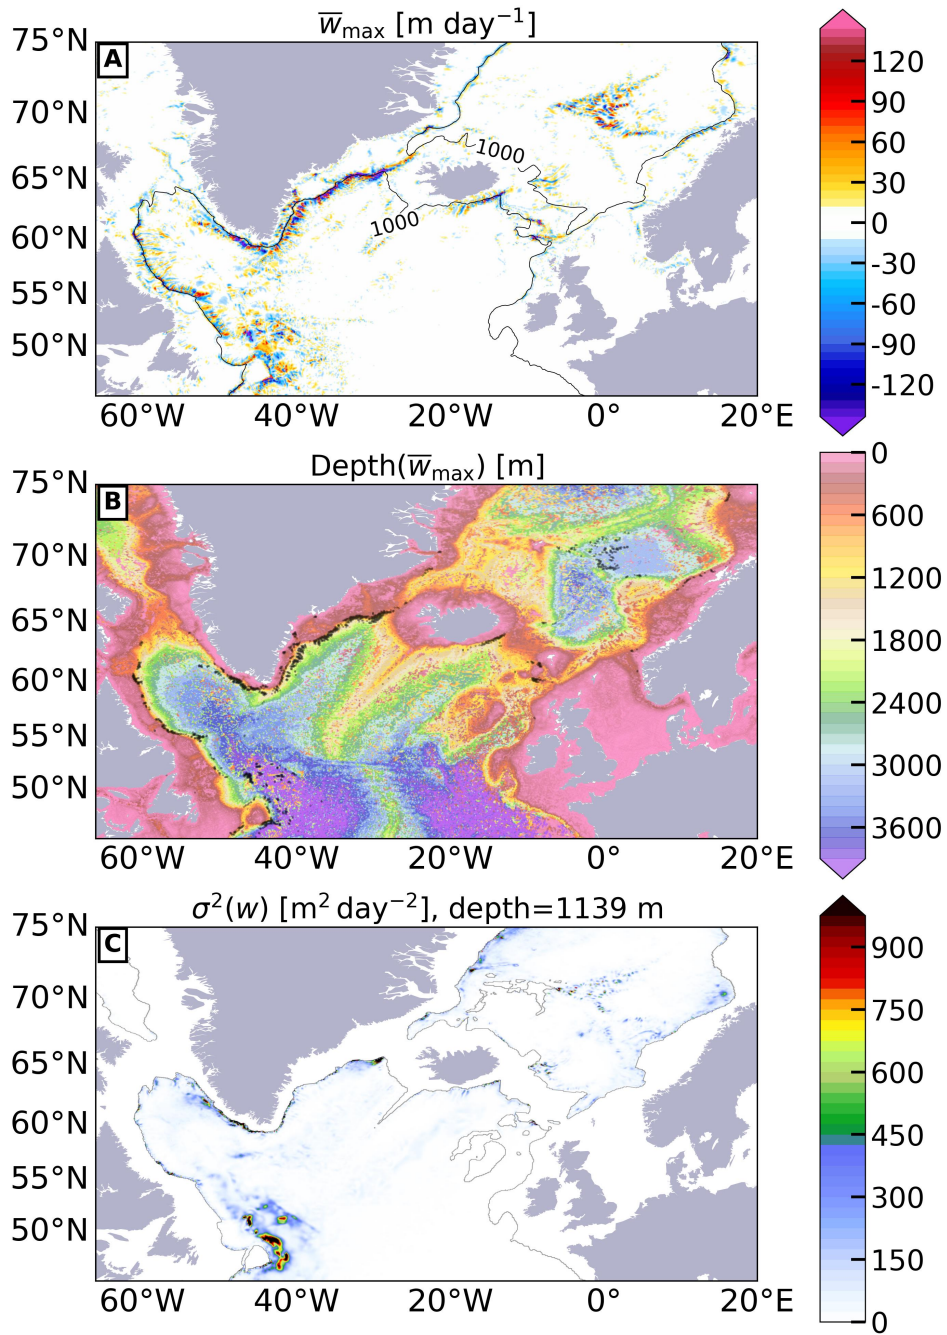 w̅max [m day⁻¹]
A
75°N
70°N
65°N
60°N
55°N
50°N
1000
1000
60°W 40°W 20°W 0° 20°E
120
90
60
30
0
-30
-60
-90
-120
Depth(w̅max) [m]
B
75°N
70°N
65°N
60°N
55°N
50°N
60°W 40°W 20°W 0° 20°E
0
600
1200
1800
2400
3000
3600
σ²(w) [m² day⁻²], depth=1139 m
C
75°N
70°N
65°N
60°N
55°N
50°N
60°W 40°W 20°W 0° 20°E
900
750
600
450
300
150
0